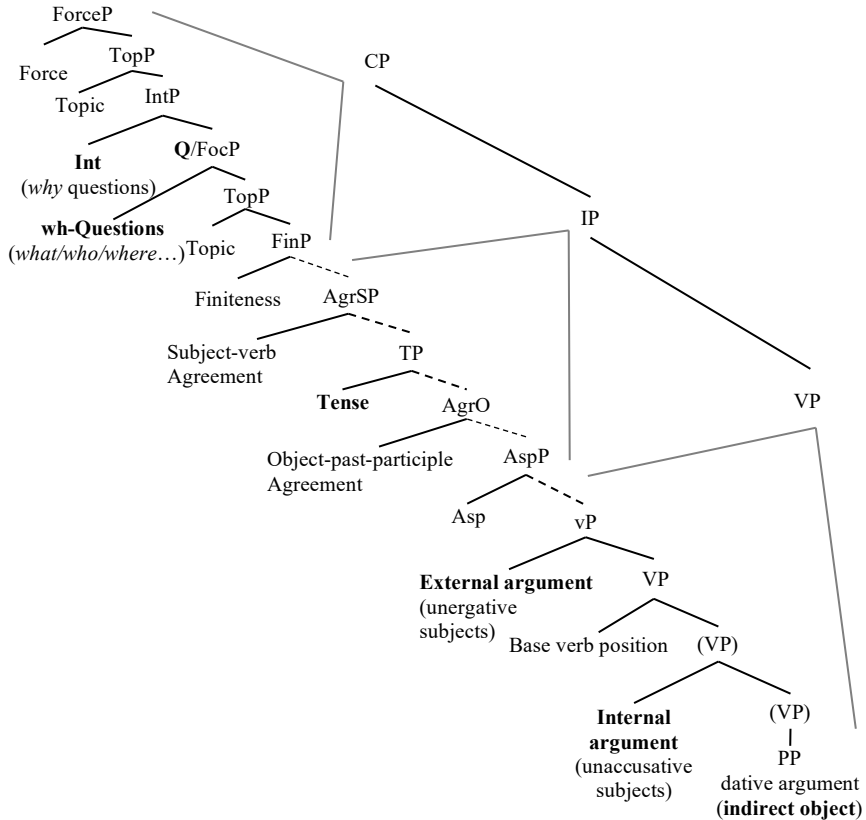 ForceP
CP
Force
TopP
Topic
IntP
Int
(why questions)
Q/FocP
wh-Questions
(what/who/where…)
TopP
IP
Topic
FinP
Finiteness
AgrSP
Subject-verb
Agreement
TP
Tense
AgrO
VP
Object-past-participle
Agreement
AspP
Asp
vP
External argument
(unergative
subjects)
VP
Base verb position
(VP)
Internal
argument
(unaccusative
subjects)
(VP)
PP
dative argument
(indirect object)